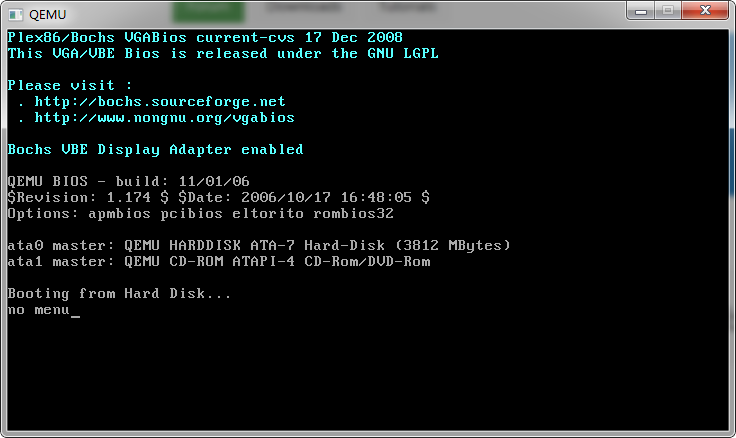 QEMU
Downloads
Tutorials
Plex86/Bochs VGABios current-cvs 17 Dec 2008
This VGA/VBE Bios is released under the GNU LGPL
Please visit :
. http://bochs.sourceforge.net
. http://www.nongnu.org/vgabios
Bochs VBE Display Adapter enabled
QEMU BIOS - build: 11/01/06
$Revision: 1.174 $ $Date: 2006/10/17 16:48:05 $
Options: apmbios pcibios eltorito rombios32
ata0 master: QEMU HARDDISK ATA-7 Hard-Disk (3812 MBytes)
ata1 master: QEMU CD-ROM ATAPI-4 CD-Rom/DVD-Rom
Booting from Hard Disk...
no menu_